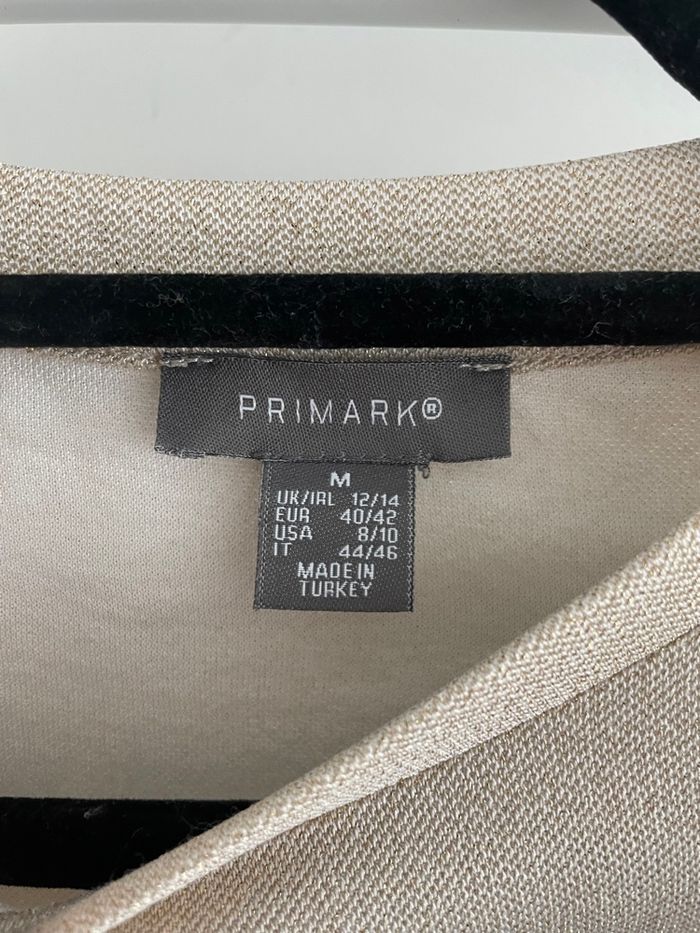 PRIMARK®
M
UK/IRL 12/14
EUR 40/42
USA 8/10
IT 44/46
MADE IN
TURKEY